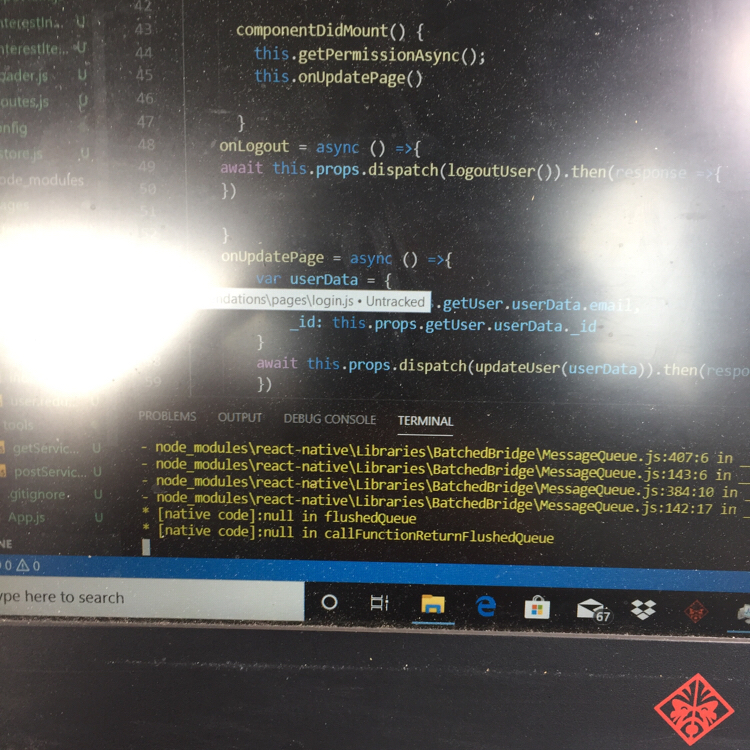 42
43 componentDidMount() {
44 this.getPermissionAsync();
45 this.onUpdatePage()
46
47 }
48 onLogout = async () =>{
49 await this.props.dispatch(logoutUser()).then(response =>{
50 })
51
52 }
onUpdatePage = async () =>{
var userData = {
.getUser.userData.email,
_id: this.props.getUser.userData._id
}
await this.props.dispatch(updateUser(userData)).then(respo
59 })
nterestIn... U
nterestIte... U
oader.js U
outes.js U
onfig
store.js U
ode_modules
ages
ndations\pages\login.js • Untracked
tools
getServic... U
postServic... U
.gitignore U
App.js U
NE
PROBLEMS OUTPUT DEBUG CONSOLE TERMINAL
- node_modules\react-native\Libraries\BatchedBridge\MessageQueue.js:407:6 in _
- node_modules\react-native\Libraries\BatchedBridge\MessageQueue.js:143:6 in _
- node_modules\react-native\Libraries\BatchedBridge\MessageQueue.js:384:10 in _
- node_modules\react-native\Libraries\BatchedBridge\MessageQueue.js:142:17 in _
* [native code]:null in flushedQueue
* [native code]:null in callFunctionReturnFlushedQueue
0 0
ype here to search
67